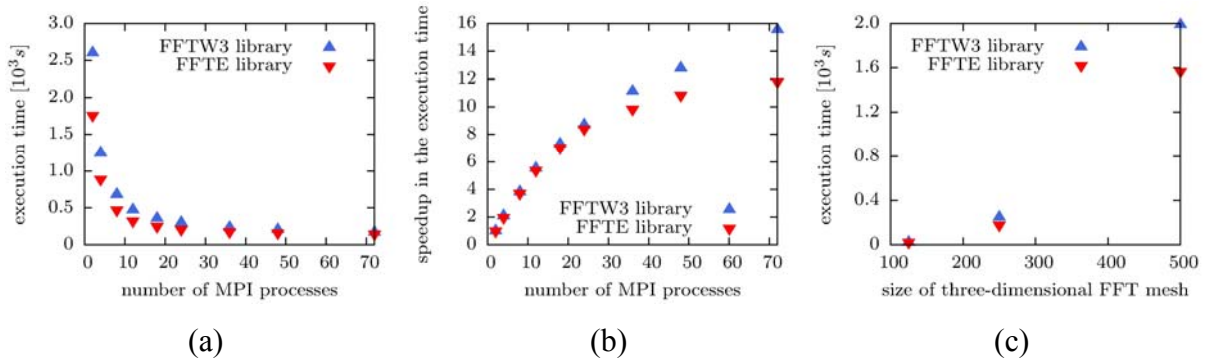 execution time [10³s]
3.0
2.5
2.0
1.5
1.0
0.5
0
FFTW3 library
FFTE library
0 10 20 30 40 50 60 70
number of MPI processes
(a)
speedup in the execution time
16
14
12
10
8
6
4
2
0
FFTW3 library
FFTE library
0 10 20 30 40 50 60 70
number of MPI processes
(b)
execution time [10³s]
2.0
1.6
1.2
0.8
0.4
0
FFTW3 library
FFTE library
100 200 300 400 500
size of three-dimensional FFT mesh
(c)